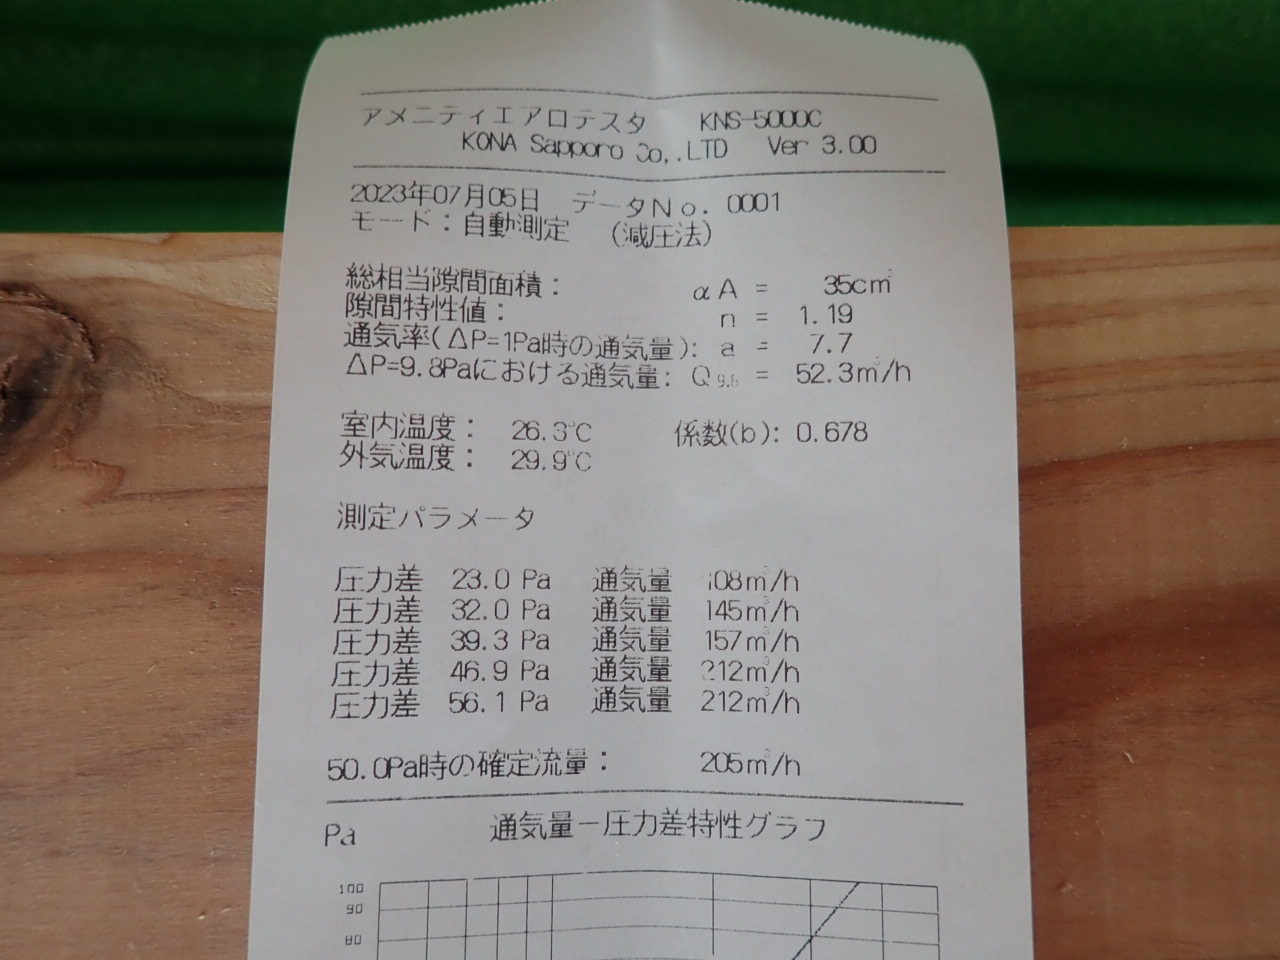 アメニティエアロテスタ KNS-5000C
KONA Sapporo Co,.LTD Ver 3.00
2023年07月05日 データNo. 0001
モード：自動測定 （減圧法）
総相当隙間面積： αA = 35cm²
隙間特性値： n = 1.19
通気率(ΔP=1Pa時の通気量)： a = 7.7
ΔP=9.8Paにおける通気量： Q9.8 = 52.3m³/h
室内温度： 26.3℃ 係数(b)： 0.678
外気温度： 29.9℃
測定パラメータ
圧力差 23.0 Pa 通気量 108m³/h
圧力差 32.0 Pa 通気量 145m³/h
圧力差 39.3 Pa 通気量 157m³/h
圧力差 46.9 Pa 通気量 212m³/h
圧力差 56.1 Pa 通気量 212m³/h
50.0Pa時の確定流量： 205m³/h
Pa 通気量－圧力差特性グラフ
100
90
80